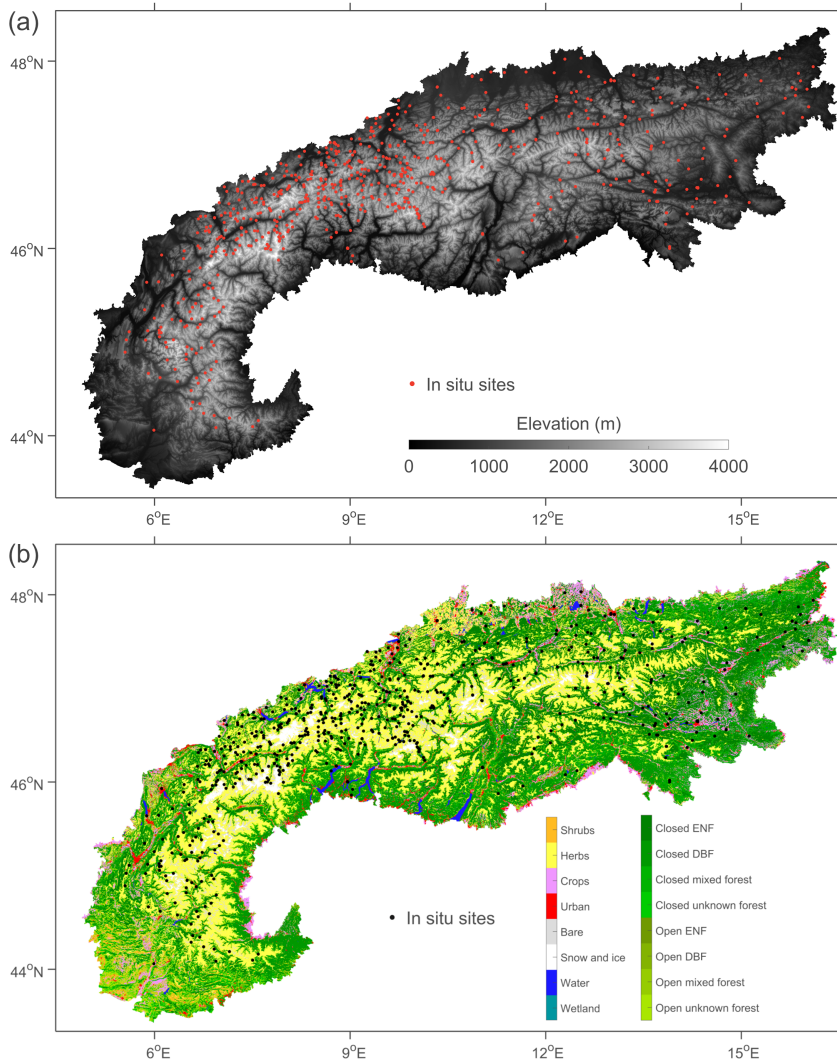 (a)
48°N
46°N
44°N
In situ sites
Elevation (m)
0 1000 2000 3000 4000
6°E 9°E 12°E 15°E
(b)
48°N
46°N
44°N
In situ sites
Shrubs
Herbs
Crops
Urban
Bare
Snow and ice
Water
Wetland
Closed ENF
Closed DBF
Closed mixed forest
Closed unknown forest
Open ENF
Open DBF
Open mixed forest
Open unknown forest
6°E 9°E 12°E 15°E